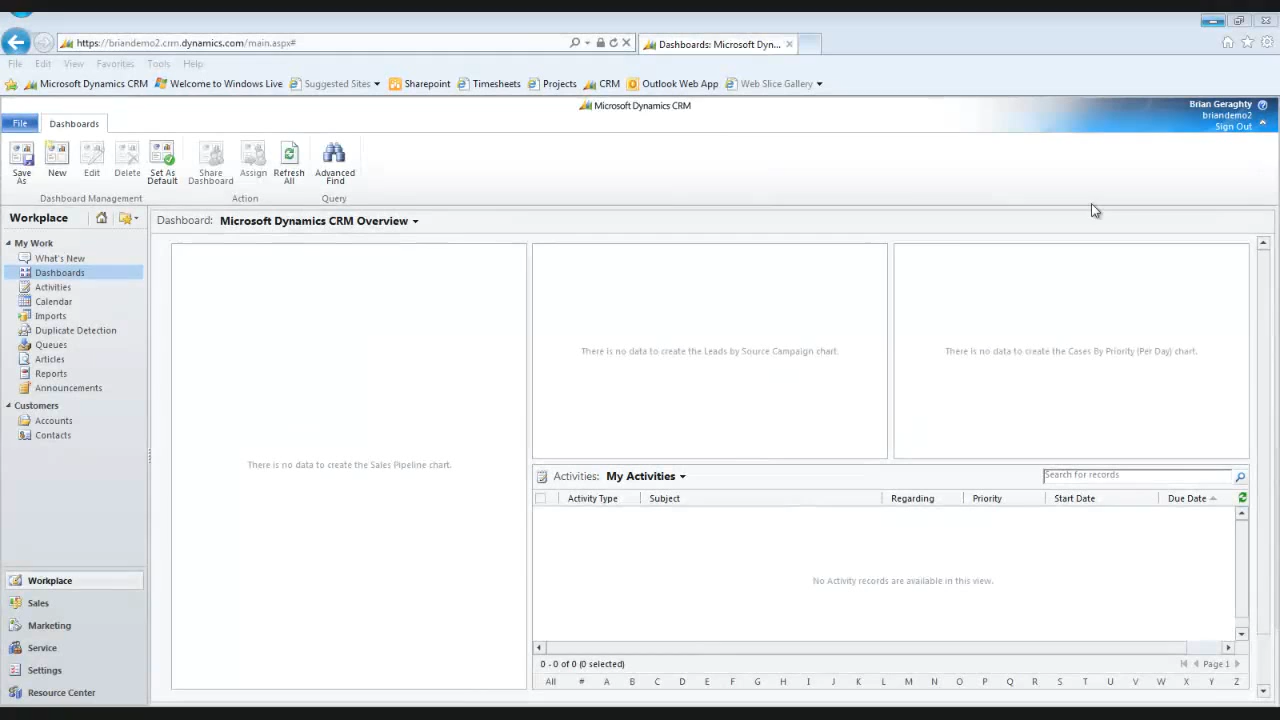 https://briandemo2.crm.dynamics.com/main.aspx#
Dashboards: Microsoft Dyn...
File Edit View Favorites Tools Help
Microsoft Dynamics CRM Welcome to Windows Live Suggested Sites Sharepoint Timesheets Projects CRM Outlook Web App Web Slice Gallery
Microsoft Dynamics CRM
Brian Geraghty
briandemo2
Sign Out
File Dashboards
Save As
New
Edit
Delete
Set As Default
Share Dashboard
Assign
Refresh All
Advanced Find
Dashboard Management Action Query
Workplace
Dashboard: Microsoft Dynamics CRM Overview
My Work
What's New
Dashboards
Activities
Calendar
Imports
Duplicate Detection
Queues
Articles
Reports
Announcements
Customers
Accounts
Contacts
Workplace
Sales
Marketing
Service
Settings
Resource Center
There is no data to create the Sales Pipeline chart.
There is no data to create the Leads by Source Campaign chart.
There is no data to create the Cases By Priority (Per Day) chart.
Activities: My Activities
Search for records
Activity Type Subject Regarding Priority Start Date Due Date
No Activity records are available in this view.
0 - 0 of 0 (0 selected)
Page 1
All # A B C D E F G H I J K L M N O P Q R S T U V W X Y Z